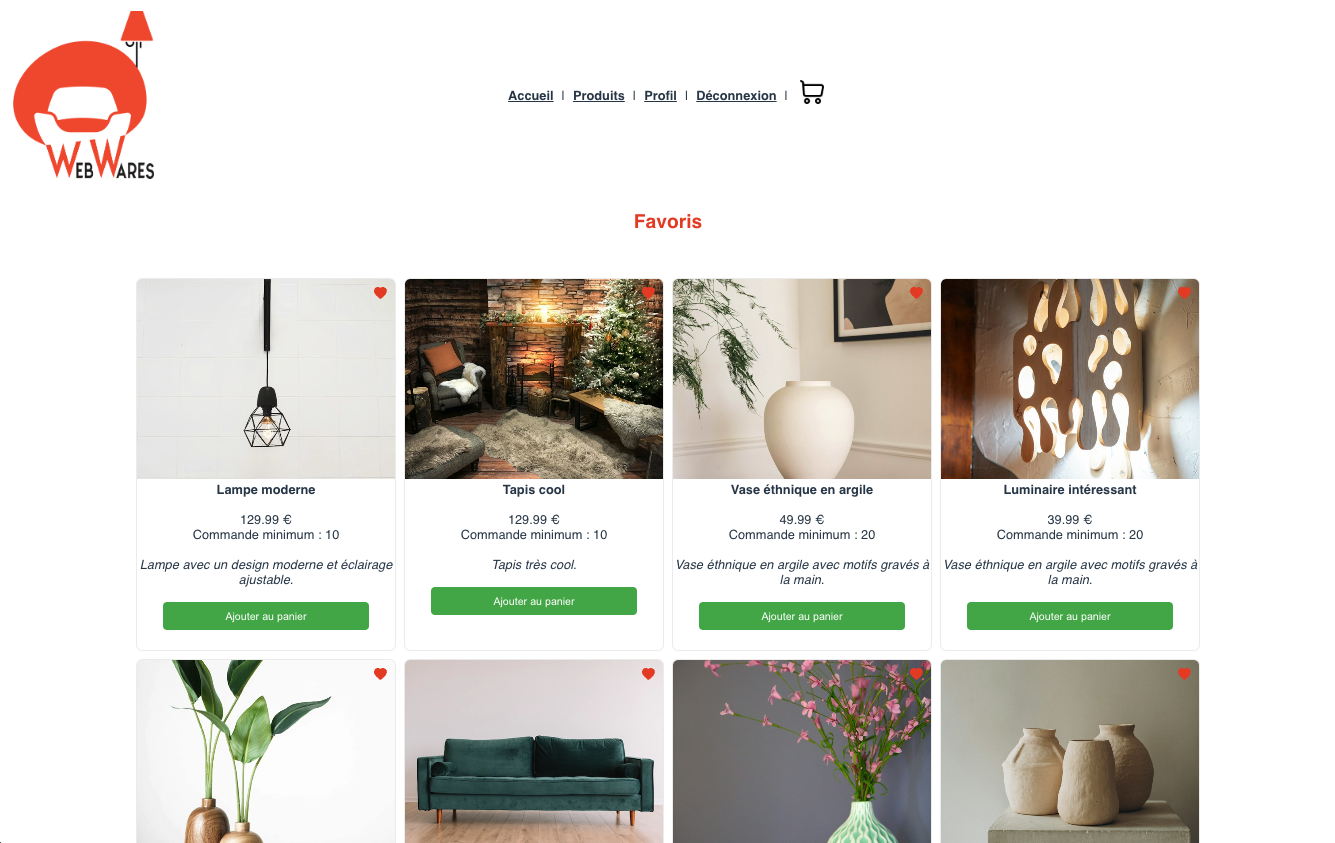 WEBWARES
Accueil | Produits | Profil | Déconnexion |
Favoris
Lampe moderne
129.99 €
Commande minimum : 10
Lampe avec un design moderne et éclairage
ajustable.
Ajouter au panier
Tapis cool
129.99 €
Commande minimum : 10
Tapis très cool.
Ajouter au panier
Vase éthnique en argile
49.99 €
Commande minimum : 20
Vase éthnique en argile avec motifs gravés à
la main.
Ajouter au panier
Luminaire intéressant
39.99 €
Commande minimum : 20
Vase éthnique en argile avec motifs gravés à
la main.
Ajouter au panier